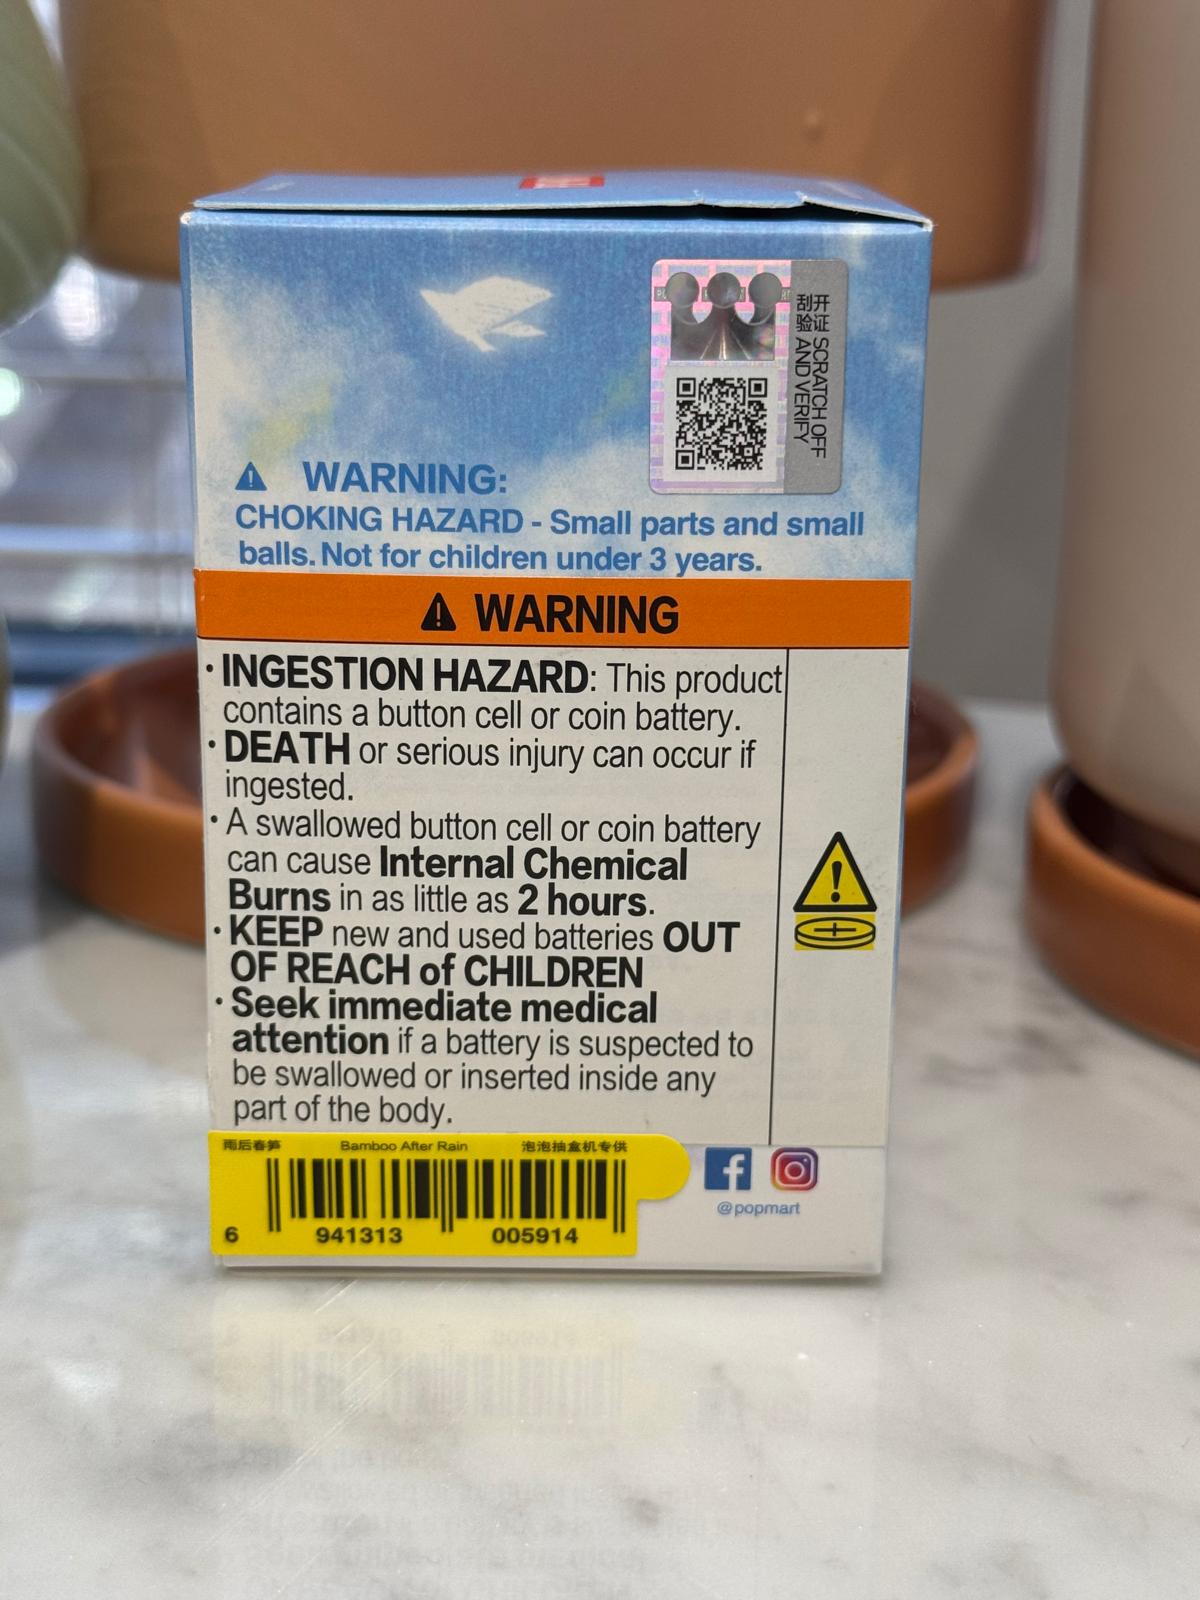 开证 SCRATCH OFF
刮验 AND VERIFY
WARNING:
CHOKING HAZARD - Small parts and small
balls. Not for children under 3 years.
WARNING
· INGESTION HAZARD: This product
contains a button cell or coin battery.
· DEATH or serious injury can occur if
ingested.
· A swallowed button cell or coin battery
can cause Internal Chemical
Burns in as little as 2 hours.
· KEEP new and used batteries OUT
OF REACH of CHILDREN
· Seek immediate medical
attention if a battery is suspected to
be swallowed or inserted inside any
part of the body.
雨后春笋 Bamboo After Rain 泡泡抽盒机专供
6 941313 005914
@popmart